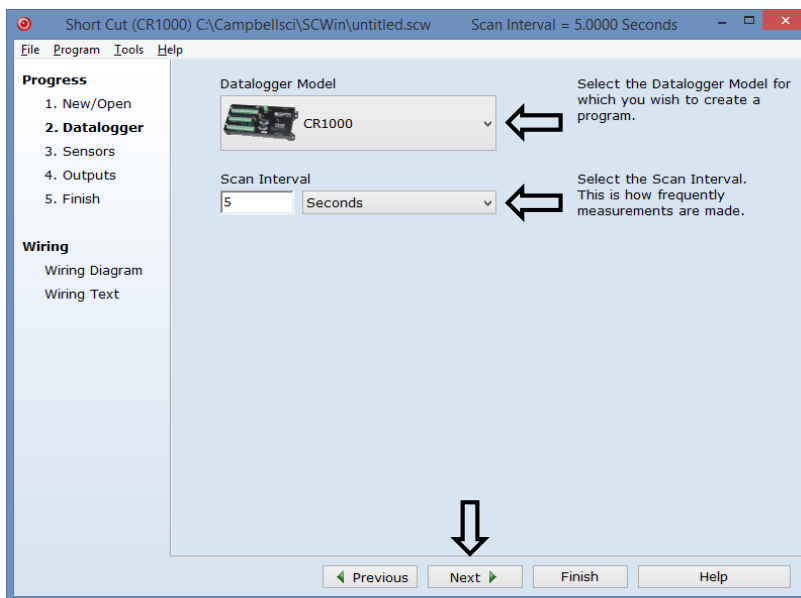 Short Cut (CR1000) C:\Campbellsci\SCWin\untitled.scw Scan Interval = 5.0000 Seconds
File Program Tools Help
Progress
1. New/Open
2. Datalogger
3. Sensors
4. Outputs
5. Finish
Wiring
Wiring Diagram
Wiring Text
Datalogger Model
CR1000
Select the Datalogger Model for
which you wish to create a
program.
Scan Interval
5 Seconds
Select the Scan Interval.
This is how frequently
measurements are made.
Previous Next Finish Help